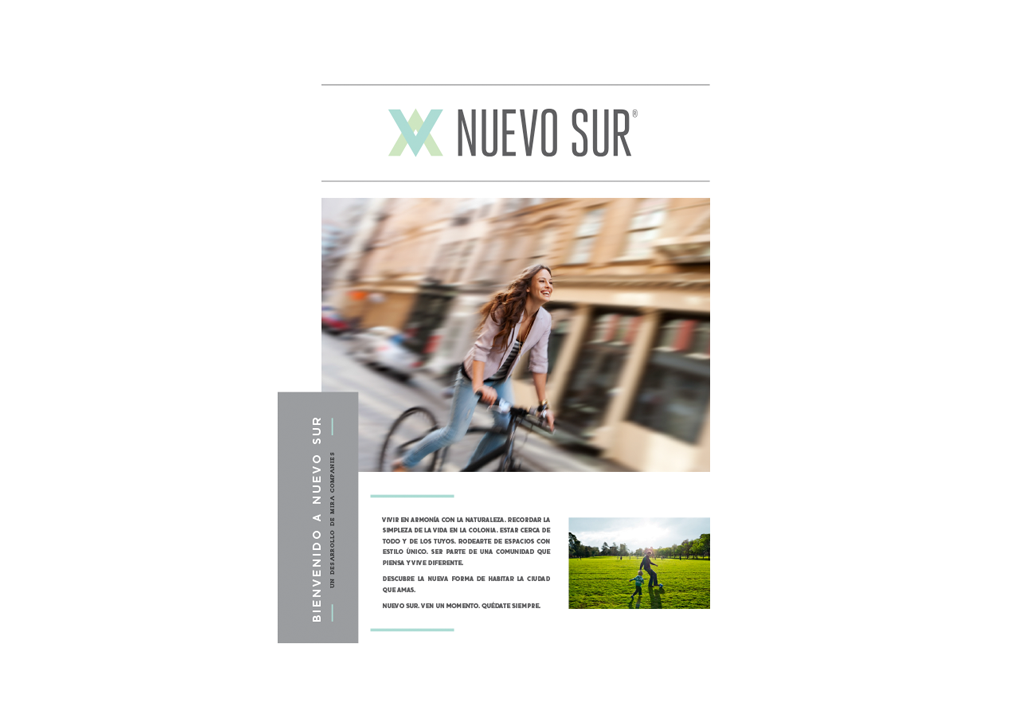 NUEVO SUR®
BIENVENIDO A NUEVO SUR
UN DESARROLLO DE MIRA COMPANIES
VIVIR EN ARMONÍA CON LA NATURALEZA. RECORDAR LA
SIMPLEZA DE LA VIDA EN LA COLONIA. ESTAR CERCA DE
TODO Y DE LOS TUYOS. RODEARTE DE ESPACIOS CON
ESTILO ÚNICO. SER PARTE DE UNA COMUNIDAD QUE
PIENSA Y VIVE DIFERENTE.
DESCUBRE LA NUEVA FORMA DE HABITAR LA CIUDAD
QUE AMAS.
NUEVO SUR. VEN UN MOMENTO. QUÉDATE SIEMPRE.